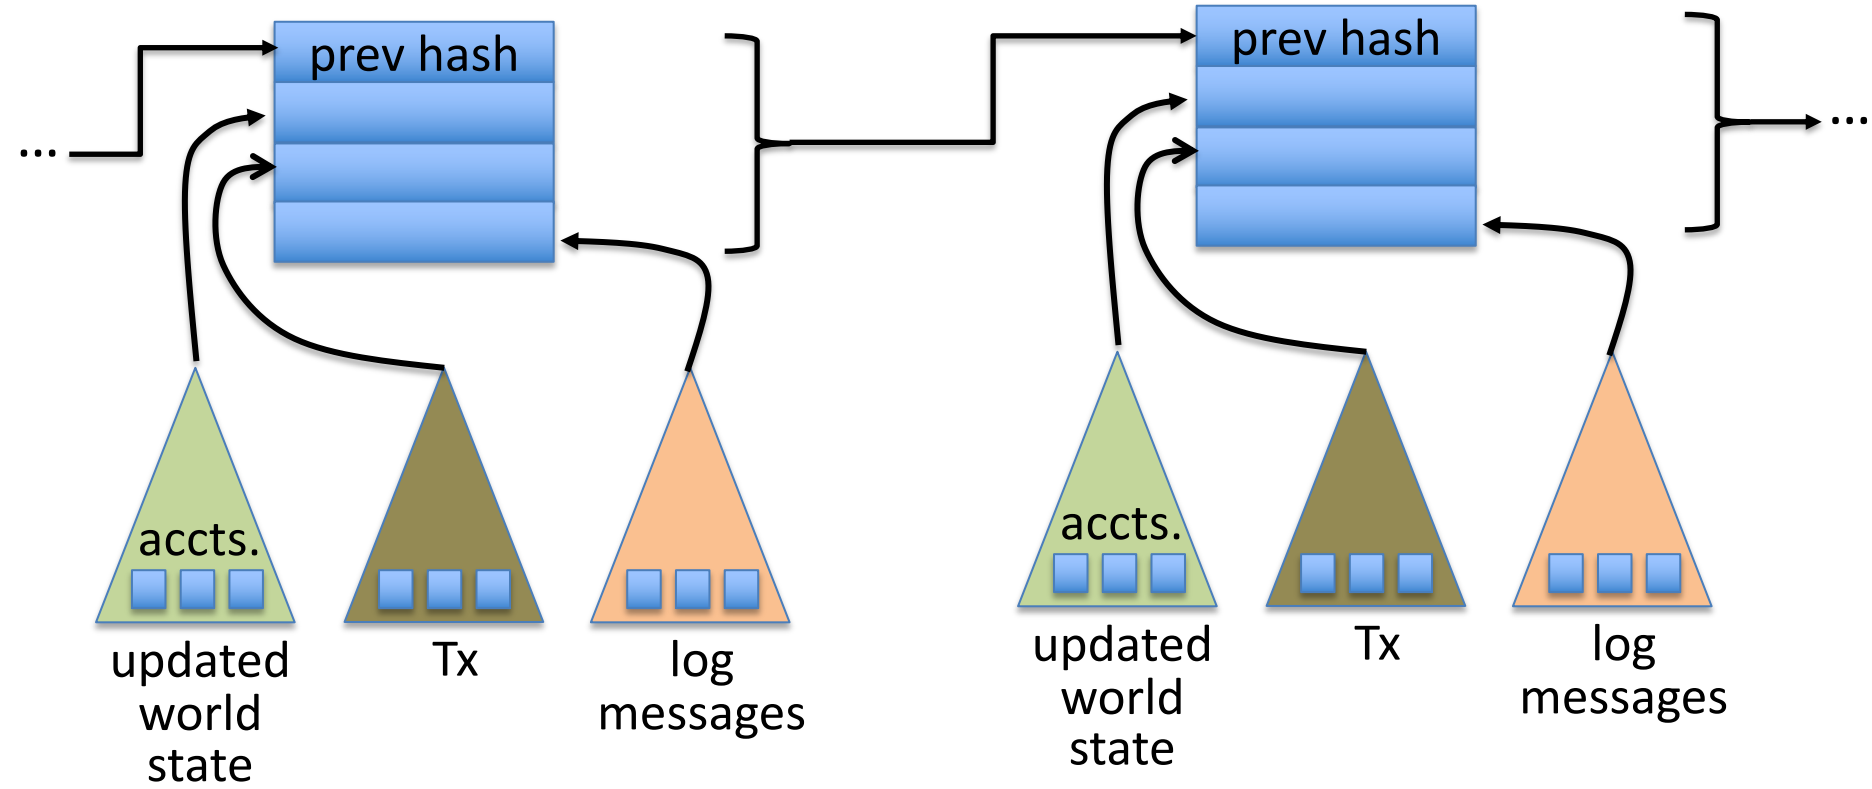 prev hash
prev hash
...
...
accts.
accts.
updated
world
state
Tx
log
messages
updated
world
state
Tx
log
messages